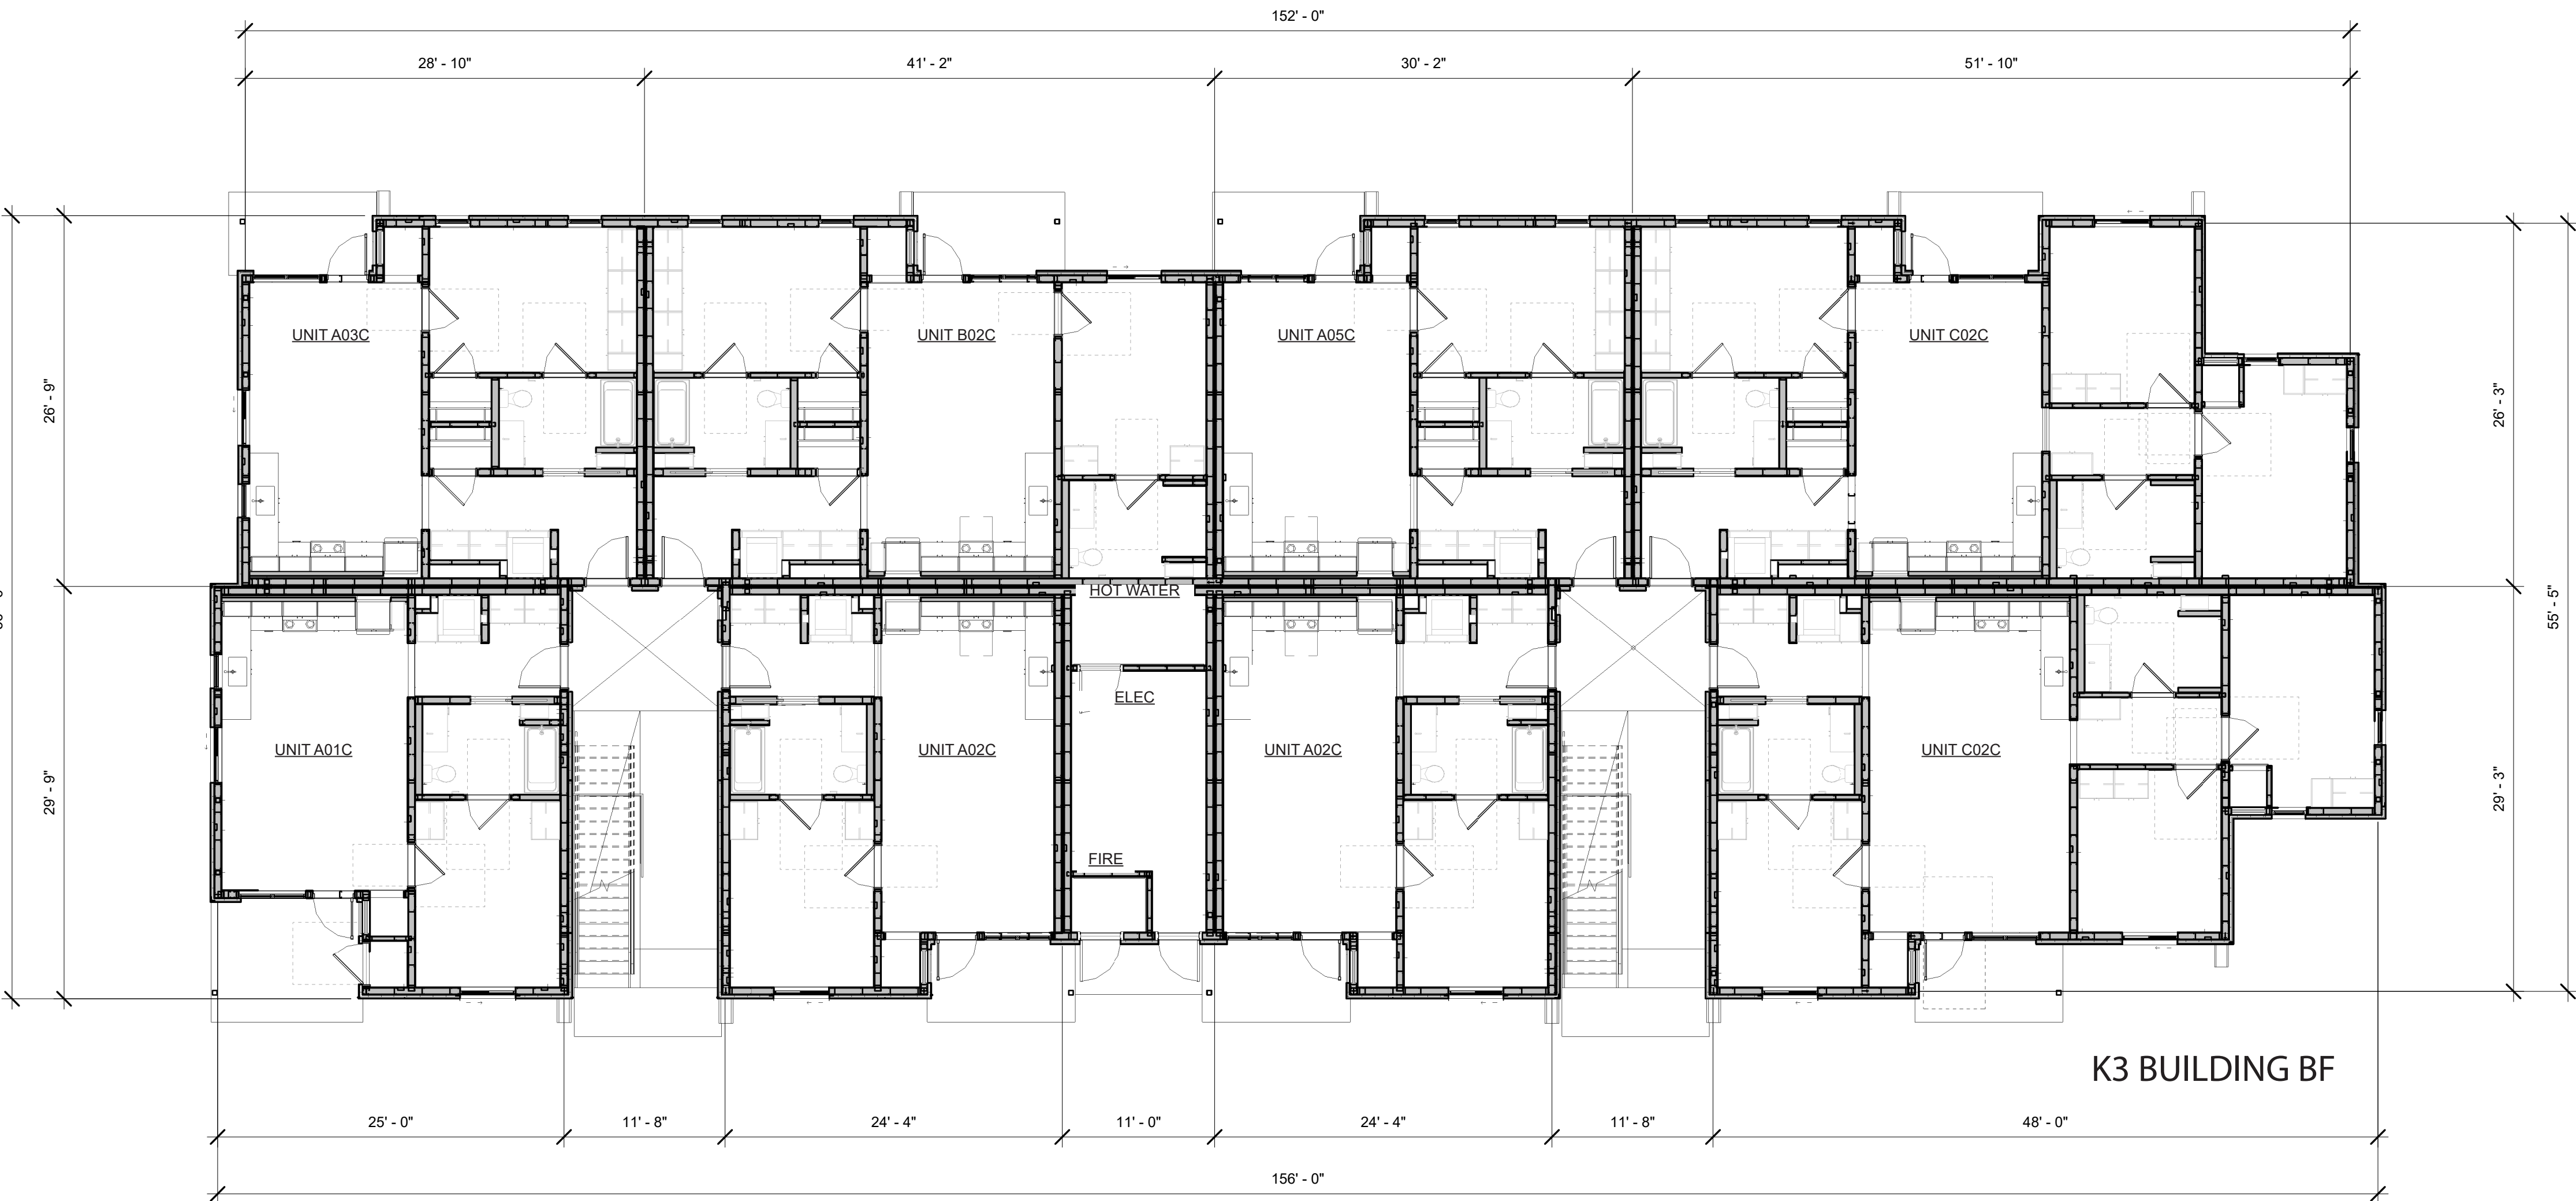 152' - 0"
28' - 10"
41' - 2"
30' - 2"
51' - 10"
UNIT A03C
UNIT B02C
UNIT A05C
UNIT C02C
26' - 9"
26' - 3"
HOT WATER
55' - 5"
ELEC
UNIT A01C
UNIT A02C
UNIT A02C
UNIT C02C
29' - 9"
29' - 3"
FIRE
K3 BUILDING BF
25' - 0"
11' - 8"
24' - 4"
11' - 0"
24' - 4"
11' - 8"
48' - 0"
156' - 0"